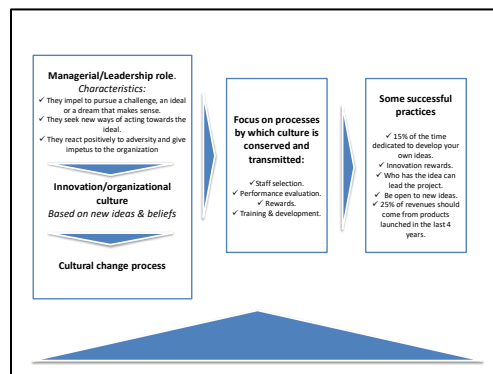 Managerial/Leadership role.
Characteristics:
✓ They impel to pursue a challenge, an ideal
or a dream that makes sense.
✓ They seek new ways of acting towards the
ideal.
✓ They react positively to adversity and give
impetus to the organization
Innovation/organizational
culture
Based on new ideas & beliefs
Cultural change process
Focus on processes
by which culture is
conserved and
transmitted:
✓ Staff selection.
✓ Performance evaluation.
✓ Rewards.
✓ Training & development.
Some successful
practices
✓ 15% of the time
dedicated to develop your
own ideas.
✓ Innovation rewards.
✓ Who has the idea can
lead the project.
✓ Be open to new ideas.
✓ 25% of revenues should
come from products
launched in the last 4
years.